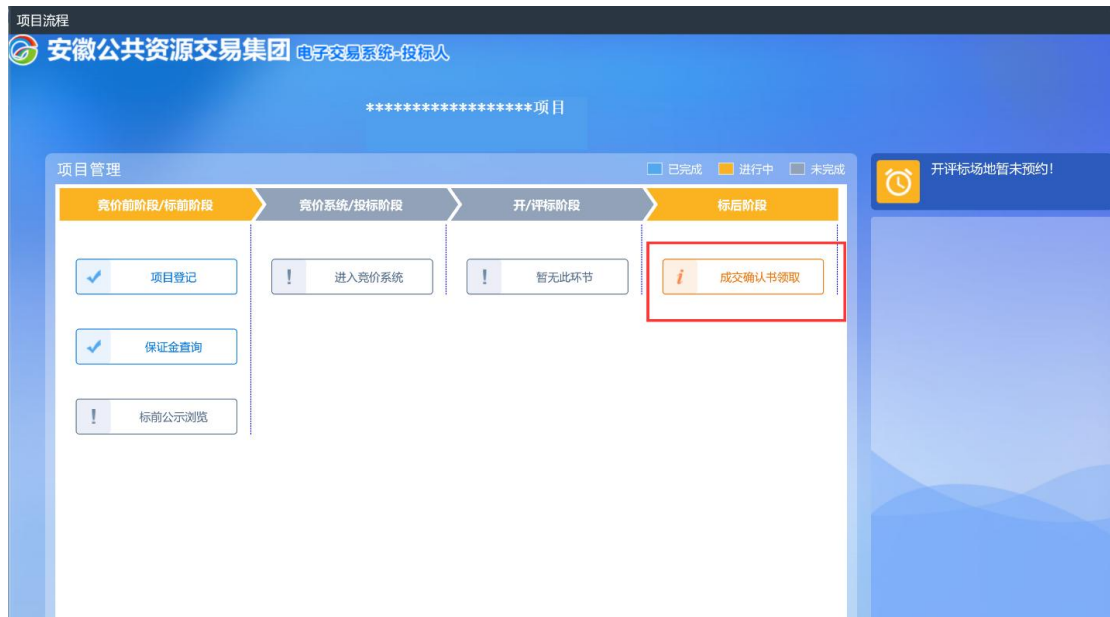 项目流程
安徽公共资源交易集团 电子交易系统-投标人
******************项目
项目管理
已完成 进行中 未完成
开评标场地暂未预约!
竞价前阶段/标前阶段 竞价系统/投标阶段 开/评标阶段 标后阶段
项目登记 ! 进入竞价系统 ! 暂无此环节 i 成交确认书领取
保证金查询
! 标前公示浏览